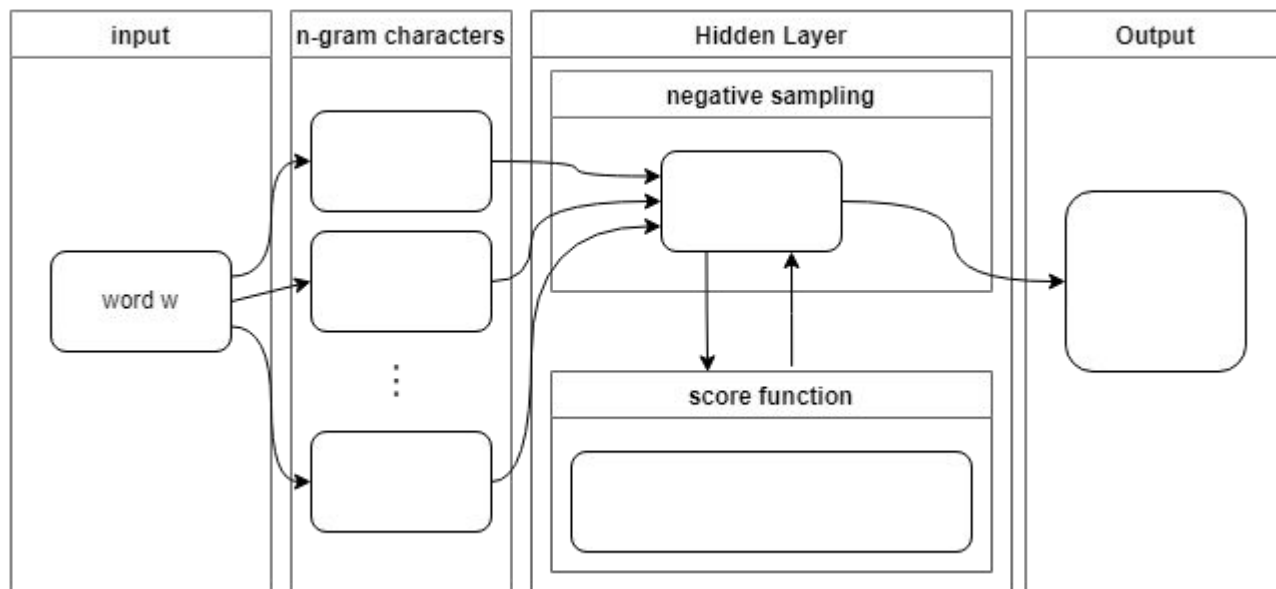 input
n-gram characters
Hidden Layer
Output
negative sampling
word w
score function